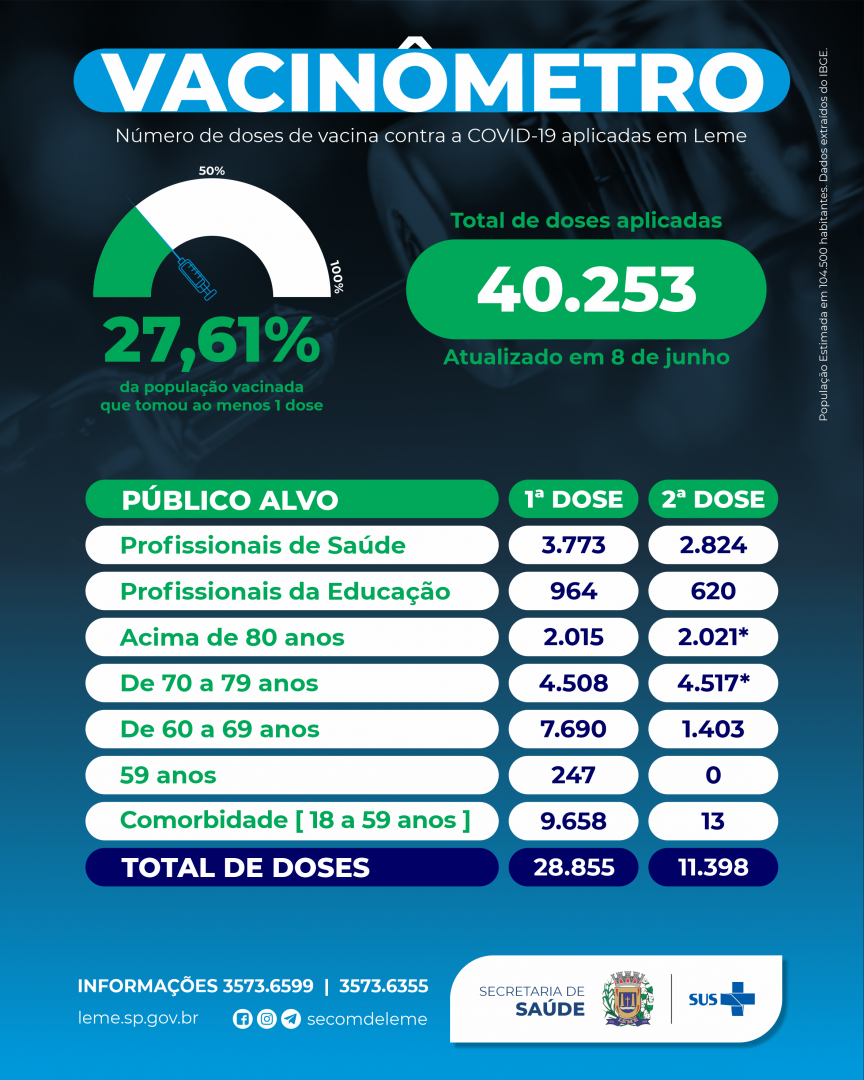 VACINÔMETRO
Número de doses de vacina contra a COVID-19 aplicadas em Leme
População Estimada em 104.500 habitantes. Dados extraídos do IBGE.
50%
100%
27,61%
da população vacinada
que tomou ao menos 1 dose
Total de doses aplicadas
40.253
Atualizado em 8 de junho
PÚBLICO ALVO 1ª DOSE 2ª DOSE
Profissionais de Saúde 3.773 2.824
Profissionais da Educação 964 620
Acima de 80 anos 2.015 2.021*
De 70 a 79 anos 4.508 4.517*
De 60 a 69 anos 7.690 1.403
59 anos 247 0
Comorbidade [ 18 a 59 anos ] 9.658 13
TOTAL DE DOSES 28.855 11.398
INFORMAÇÕES 3573.6599 | 3573.6355
leme.sp.gov.br secomdeleme
SECRETARIA DE
SAÚDE
SUS